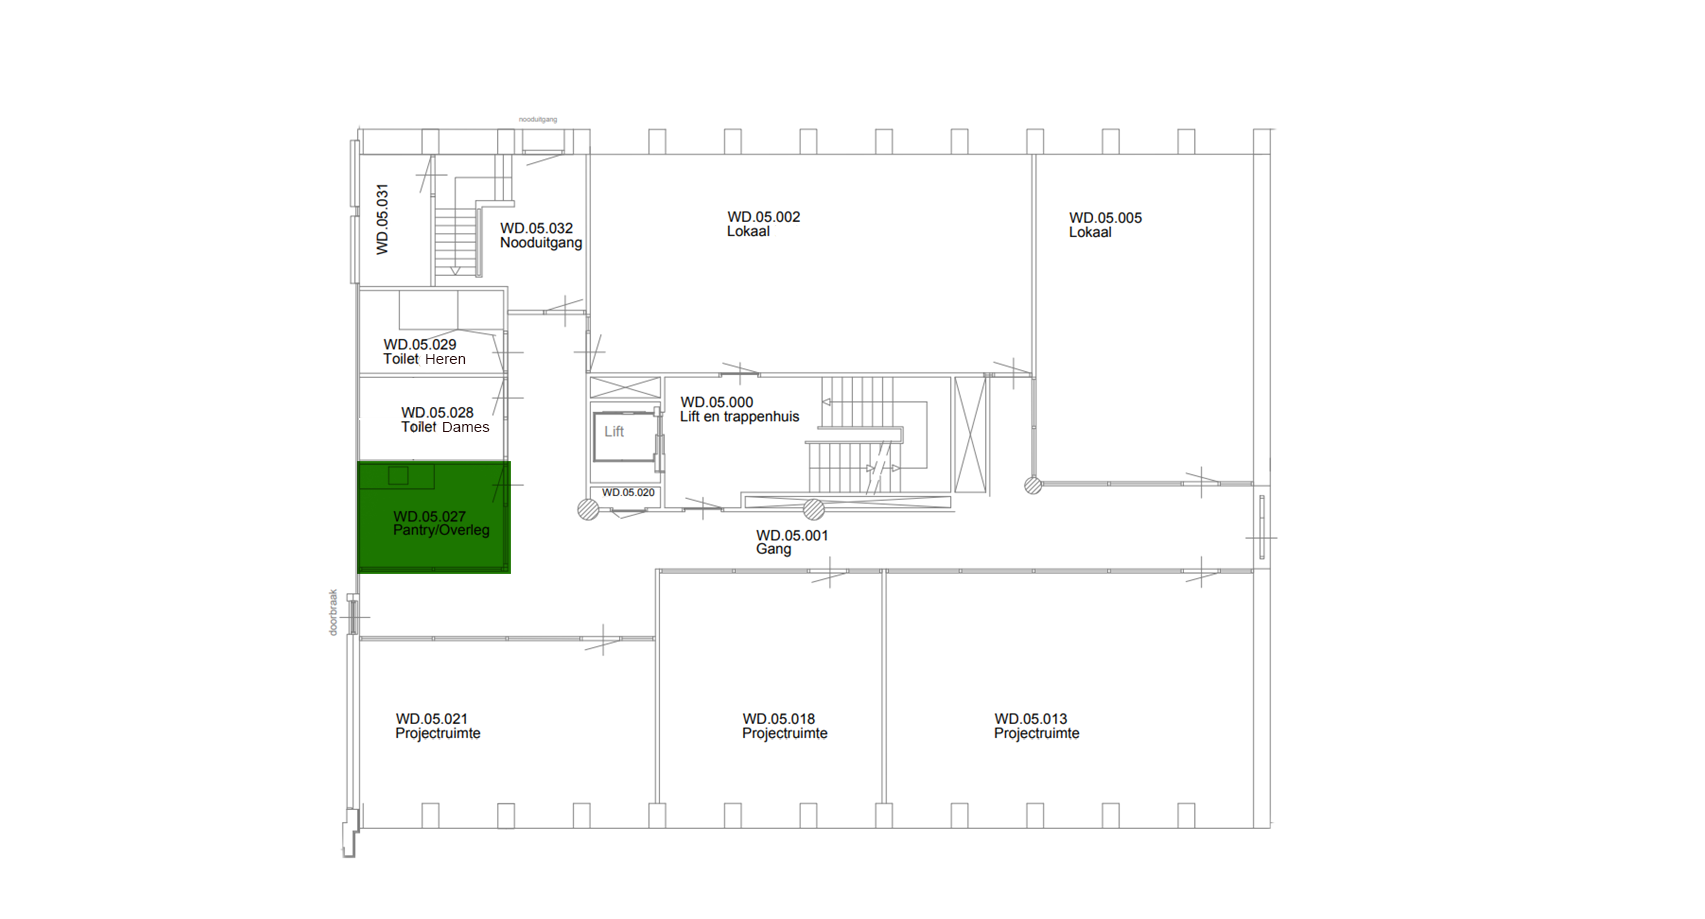 nooduitgang
WD.05.031
WD.05.032
Nooduitgang
WD.05.002
Lokaal
WD.05.005
Lokaal
WD.05.029
Toilet Heren
WD.05.028
Toilet Dames
WD.05.000
Lift en trappenhuis
Lift
WD.05.020
WD.05.027
Pantry/Overleg
WD.05.001
Gang
doorbraak
WD.05.021
Projectruimte
WD.05.018
Projectruimte
WD.05.013
Projectruimte